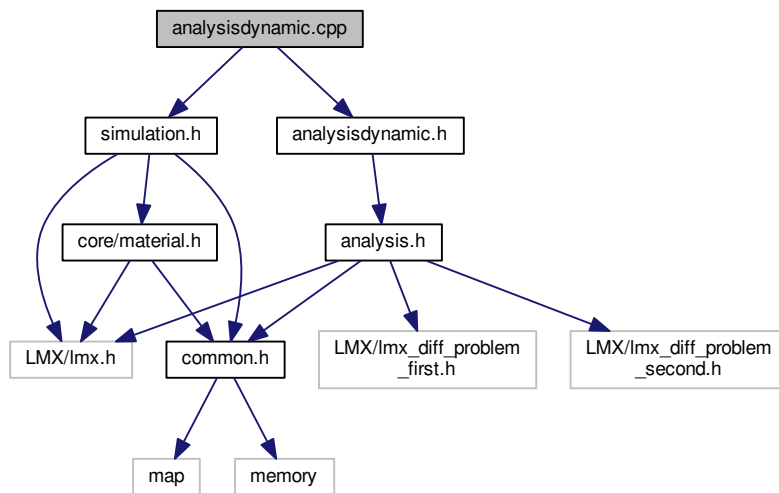 analysisdynamic.cpp
simulation.h
analysisdynamic.h
core/material.h
analysis.h
LMX/lmx.h
common.h
LMX/lmx_diff_problem
_first.h
LMX/lmx_diff_problem
_second.h
map
memory